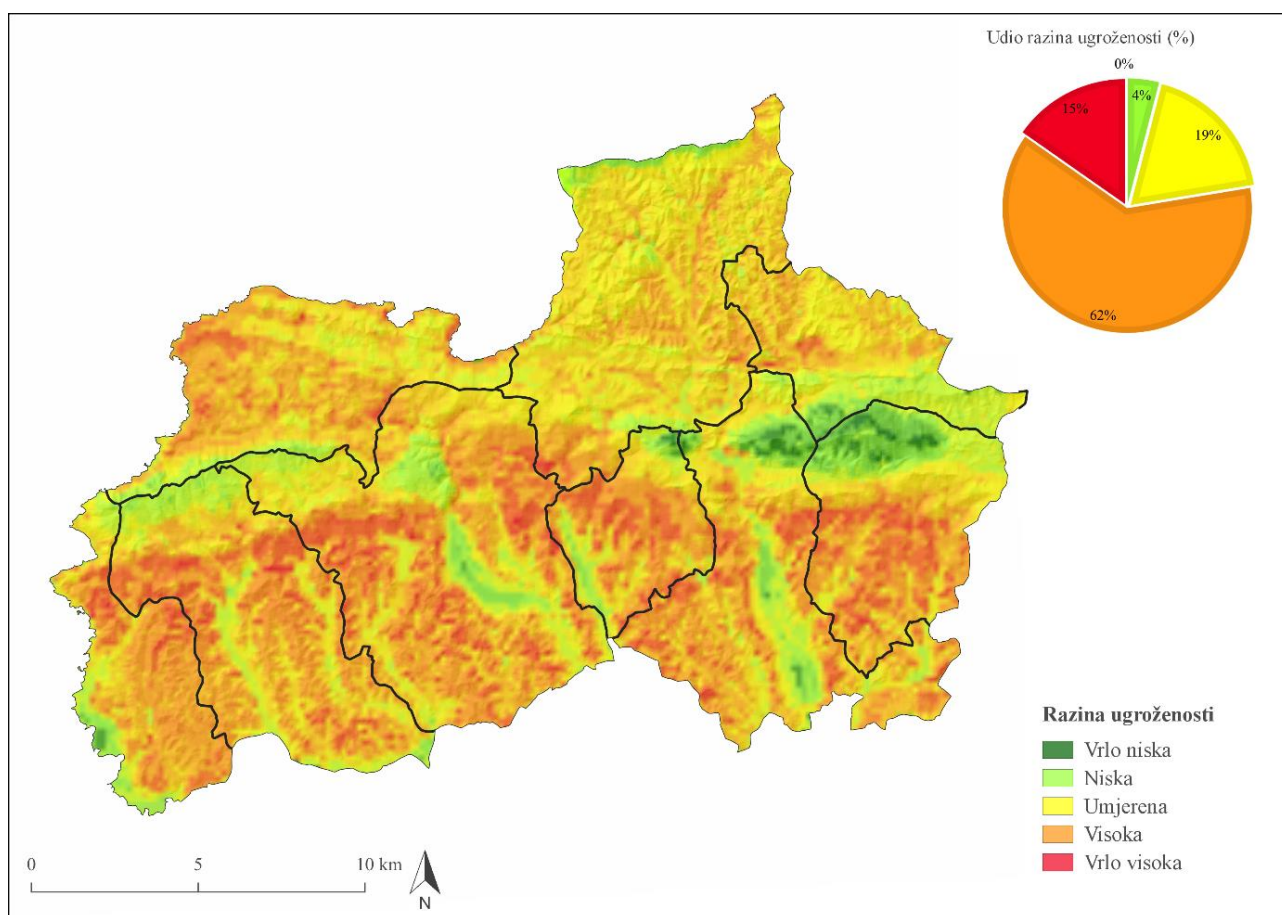 Udio razina ugroženosti (%)
0%
4%
15%
19%
62%
Razina ugroženosti
Vrlo niska
Niska
Umjerena
Visoka
Vrlo visoka
0 5 10 km
N